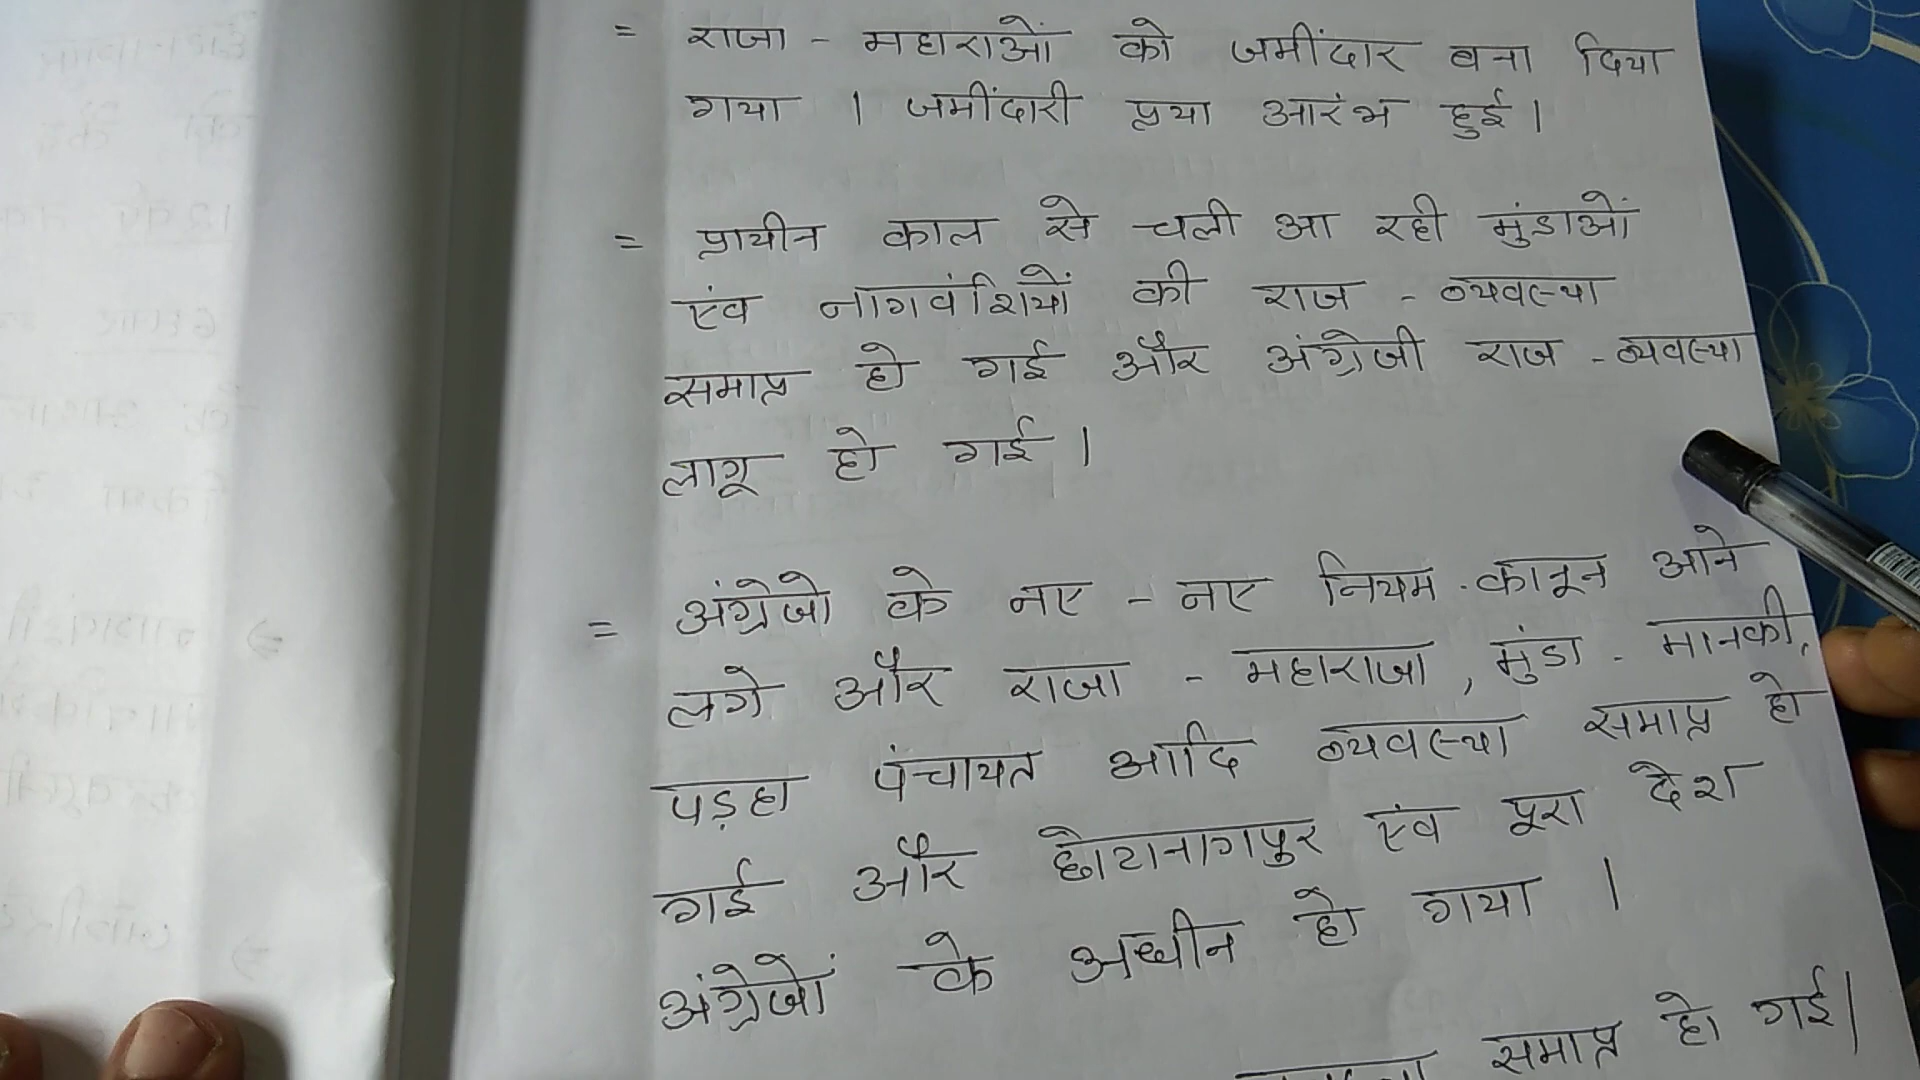 = राजा - महाराओं को जमींदार बना दिया
गया । जमींदारी प्रथा आरंभ हुई।
= प्राचीन काल से चली आ रही मुंडाओं
एंव नागवंशियों की राज - व्यवस्था
समाप्त हो गई और अंग्रेजी राज - व्यवस्था
लागू हो गई ।
= अंग्रेजो के नए - नए नियम - कानून आने
लगे और राजा - महाराजा , मुंडा - मानकी,
पड़हा पंचायत आदि व्यवस्था समाप्त हो
गई और छोटानागपुर एंव पूरा देश
अंग्रेजों के अधीन हो गया ।
समाप्त हो गई।